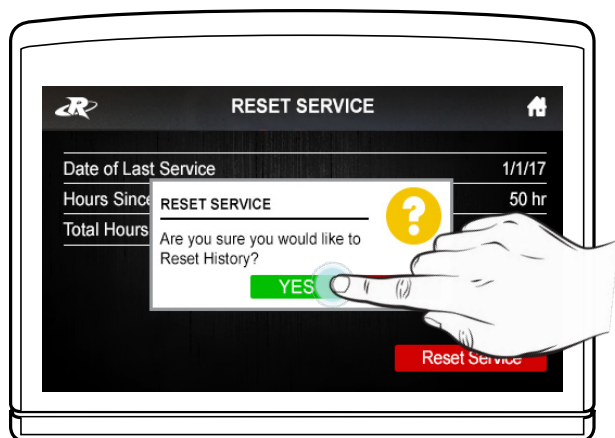 RESET SERVICE
Date of Last Service 1/1/17
Hours Since 50 hr
Total Hours
RESET SERVICE
Are you sure you would like to
Reset History?
YES
Reset Service